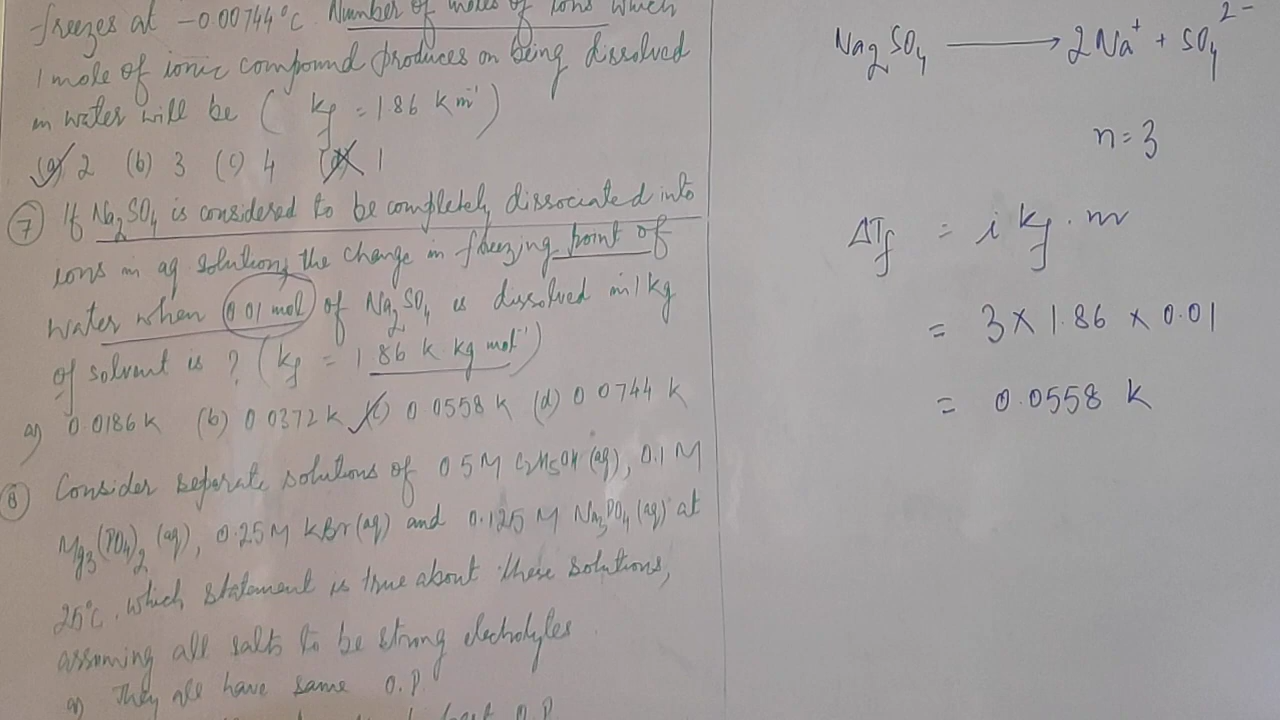 freezes at -0.00744°C. Number of moles of ions which
1 mole of ionic compound produces on being dissolved
in water will be ( kf = 1.86 K m⁻¹)
(a) 2 (b) 3 (c) 4 (d) 1
7 If Na₂SO₄ is considered to be completely dissociated into
ions in aq solution, the change in freezing point of
water when 0.01 mol of Na₂SO₄ is dissolved in 1 kg
of solvent is ? (kf = 1.86 k kg mol⁻¹)
a) 0.0186 k (b) 0.0372 k (c) 0.0558 k (d) 0.0744 k
8 Consider separate solutions of 0.5 M C₂H₅OH (aq), 0.1 M
Mg₃(PO₄)₂ (aq), 0.25 M KBr (aq) and 0.125 M Na₃PO₄ (aq) at
25°C. which statement is true about these solutions,
assuming all salts to be strong electrolytes
a) They all have same O.P.
O.P.
Na₂SO₄ ⟶ 2Na⁺ + SO₄²⁻
n = 3
ΔTf = i kf . m
= 3 × 1.86 × 0.01
= 0.0558 k